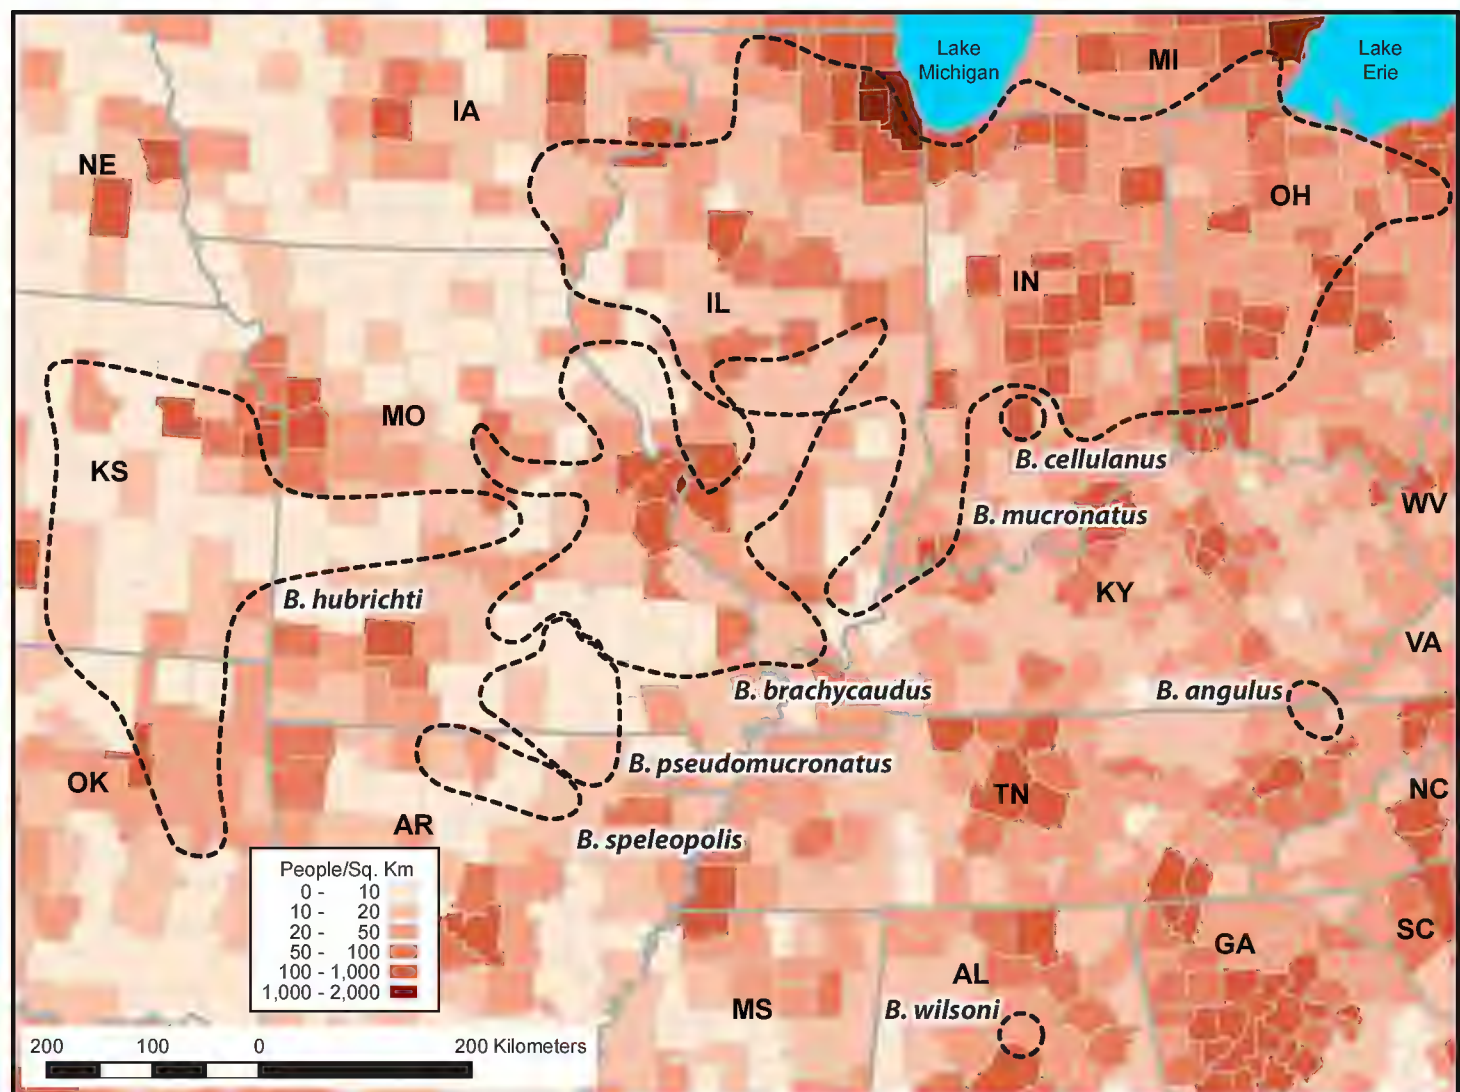 Lake
Michigan
MI
Lake
Erie
IA
NE
OH
IN
IL
MO
KS
B. cellulanus
B. mucronatus
WV
B. hubrichti
KY
VA
B. brachycaudus
B. angulus
B. pseudomucronatus
OK
TN
NC
AR
B. speleopolis
People/Sq. Km
0 - 10
10 - 20
20 - 50
50 - 100
100 - 1,000
1,000 - 2,000
SC
GA
AL
MS
B. wilsoni
200 100 0 200 Kilometers